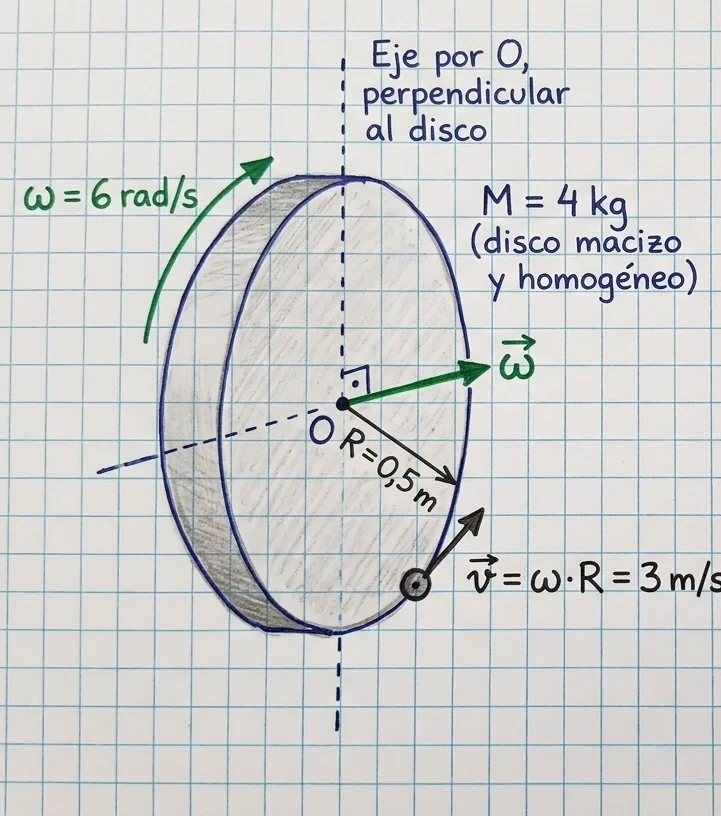 Eje por O,
perpendicular
al disco
ω = 6 rad/s
M = 4 kg
(disco macizo
y homogéneo)
ω⃗
O
R = 0,5 m
v⃗ = ω · R = 3 m/s